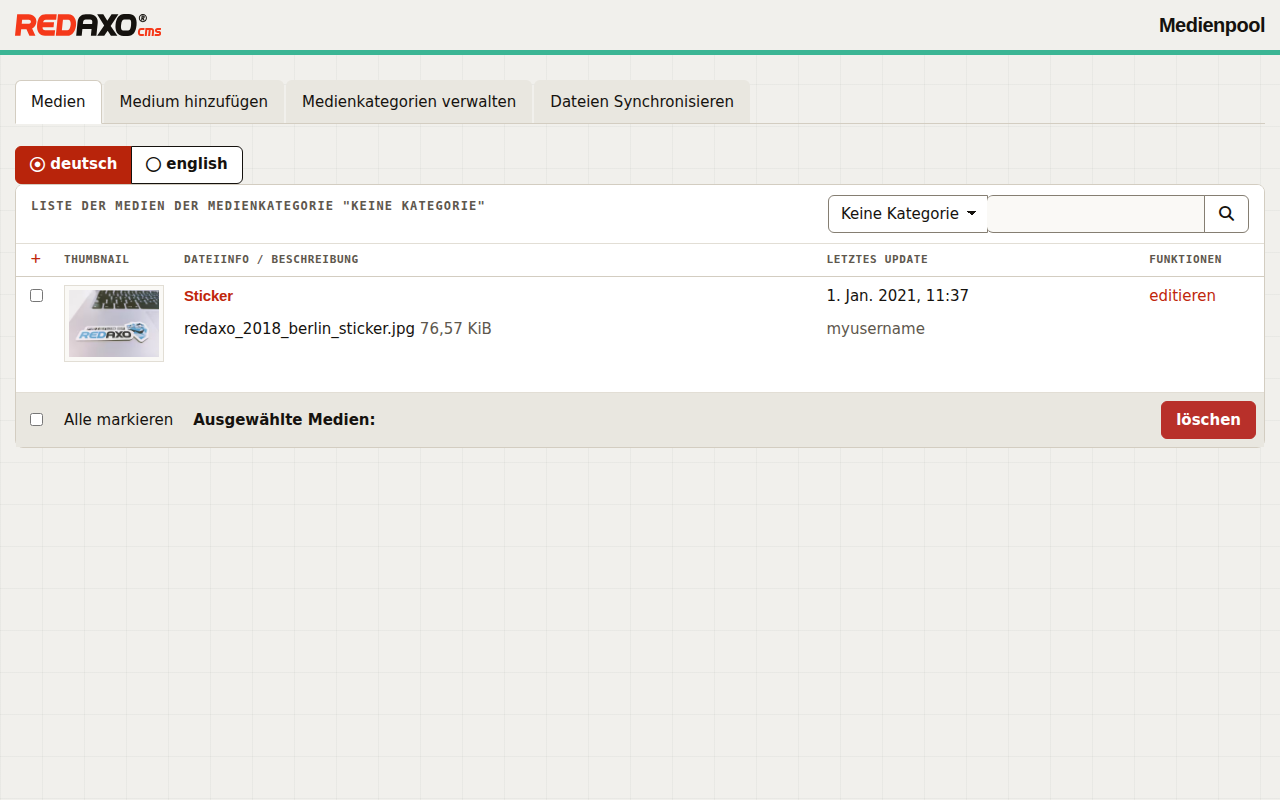 REDAXO® cms
Medienpool
Medien
Medium hinzufügen
Medienkategorien verwalten
Dateien Synchronisieren
deutsch
english
LISTE DER MEDIEN DER MEDIENKATEGORIE "KEINE KATEGORIE"
Keine Kategorie
+ THUMBNAIL DATEIINFO / BESCHREIBUNG LETZTES UPDATE FUNKTIONEN
REDAXO
Sticker 1. Jan. 2021, 11:37 editieren
redaxo_2018_berlin_sticker.jpg 76,57 KiB myusername
Alle markieren Ausgewählte Medien: löschen